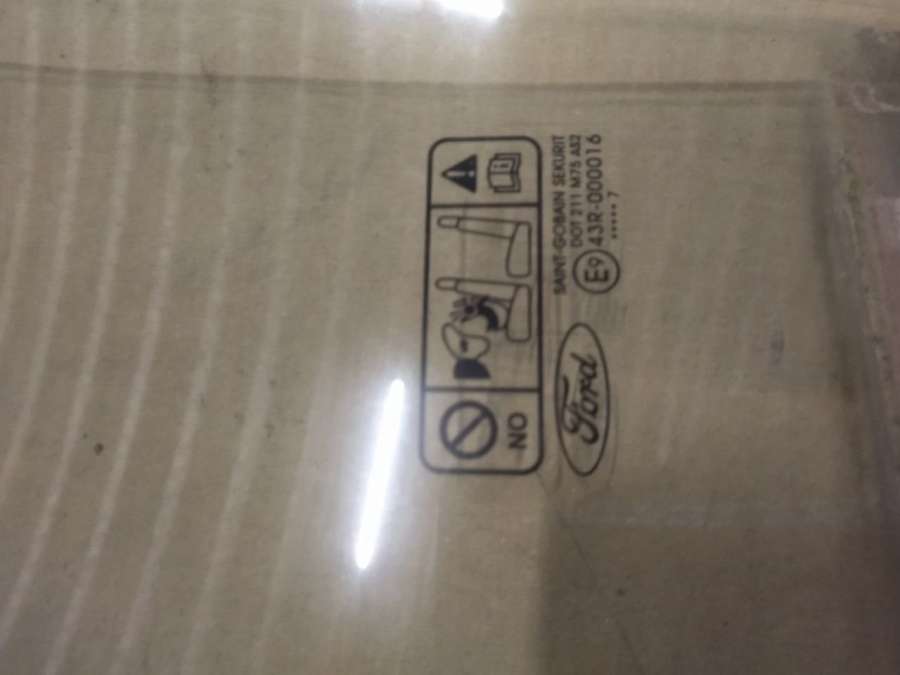 NO
Ford
SAINT-GOBAIN SEKURIT
DOT 211 M75 AS2
E9 43R-000016
..... 7